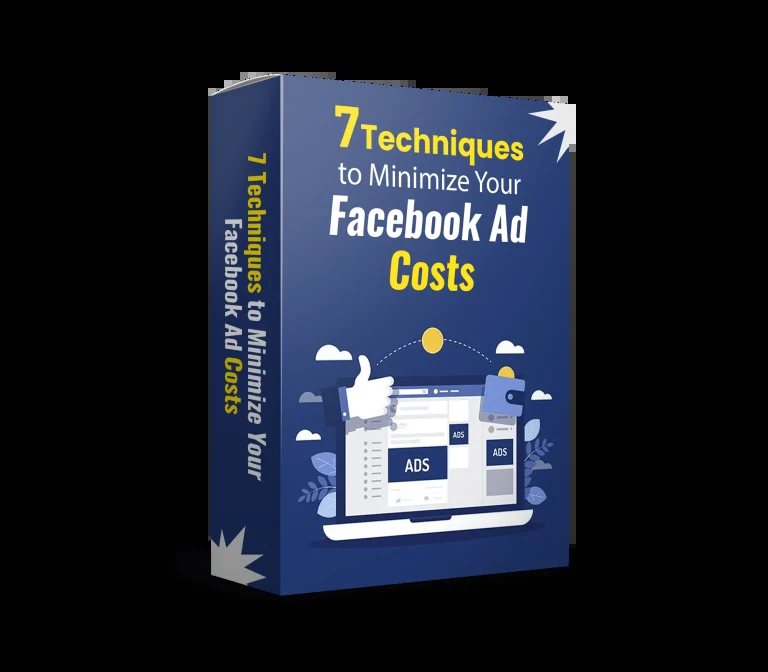 7 Techniques
to Minimize Your
Facebook Ad
Costs
7 Techniques to Minimize Your
Facebook Ad Costs
ADS
ADS
ADS